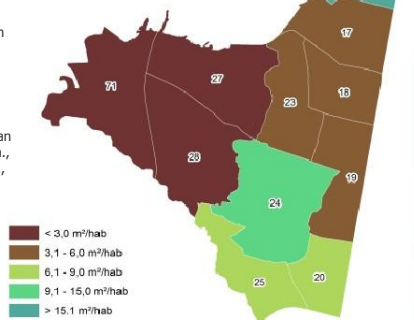 n
17
71
27
18
23
an
28
n.,
,
19
24
< 3,0 m²/hab
3,1 - 6,0 m²/hab
6,1 - 9,0 m²/hab
9,1 - 15,0 m²/hab
> 15.1 m²/hab
25
20